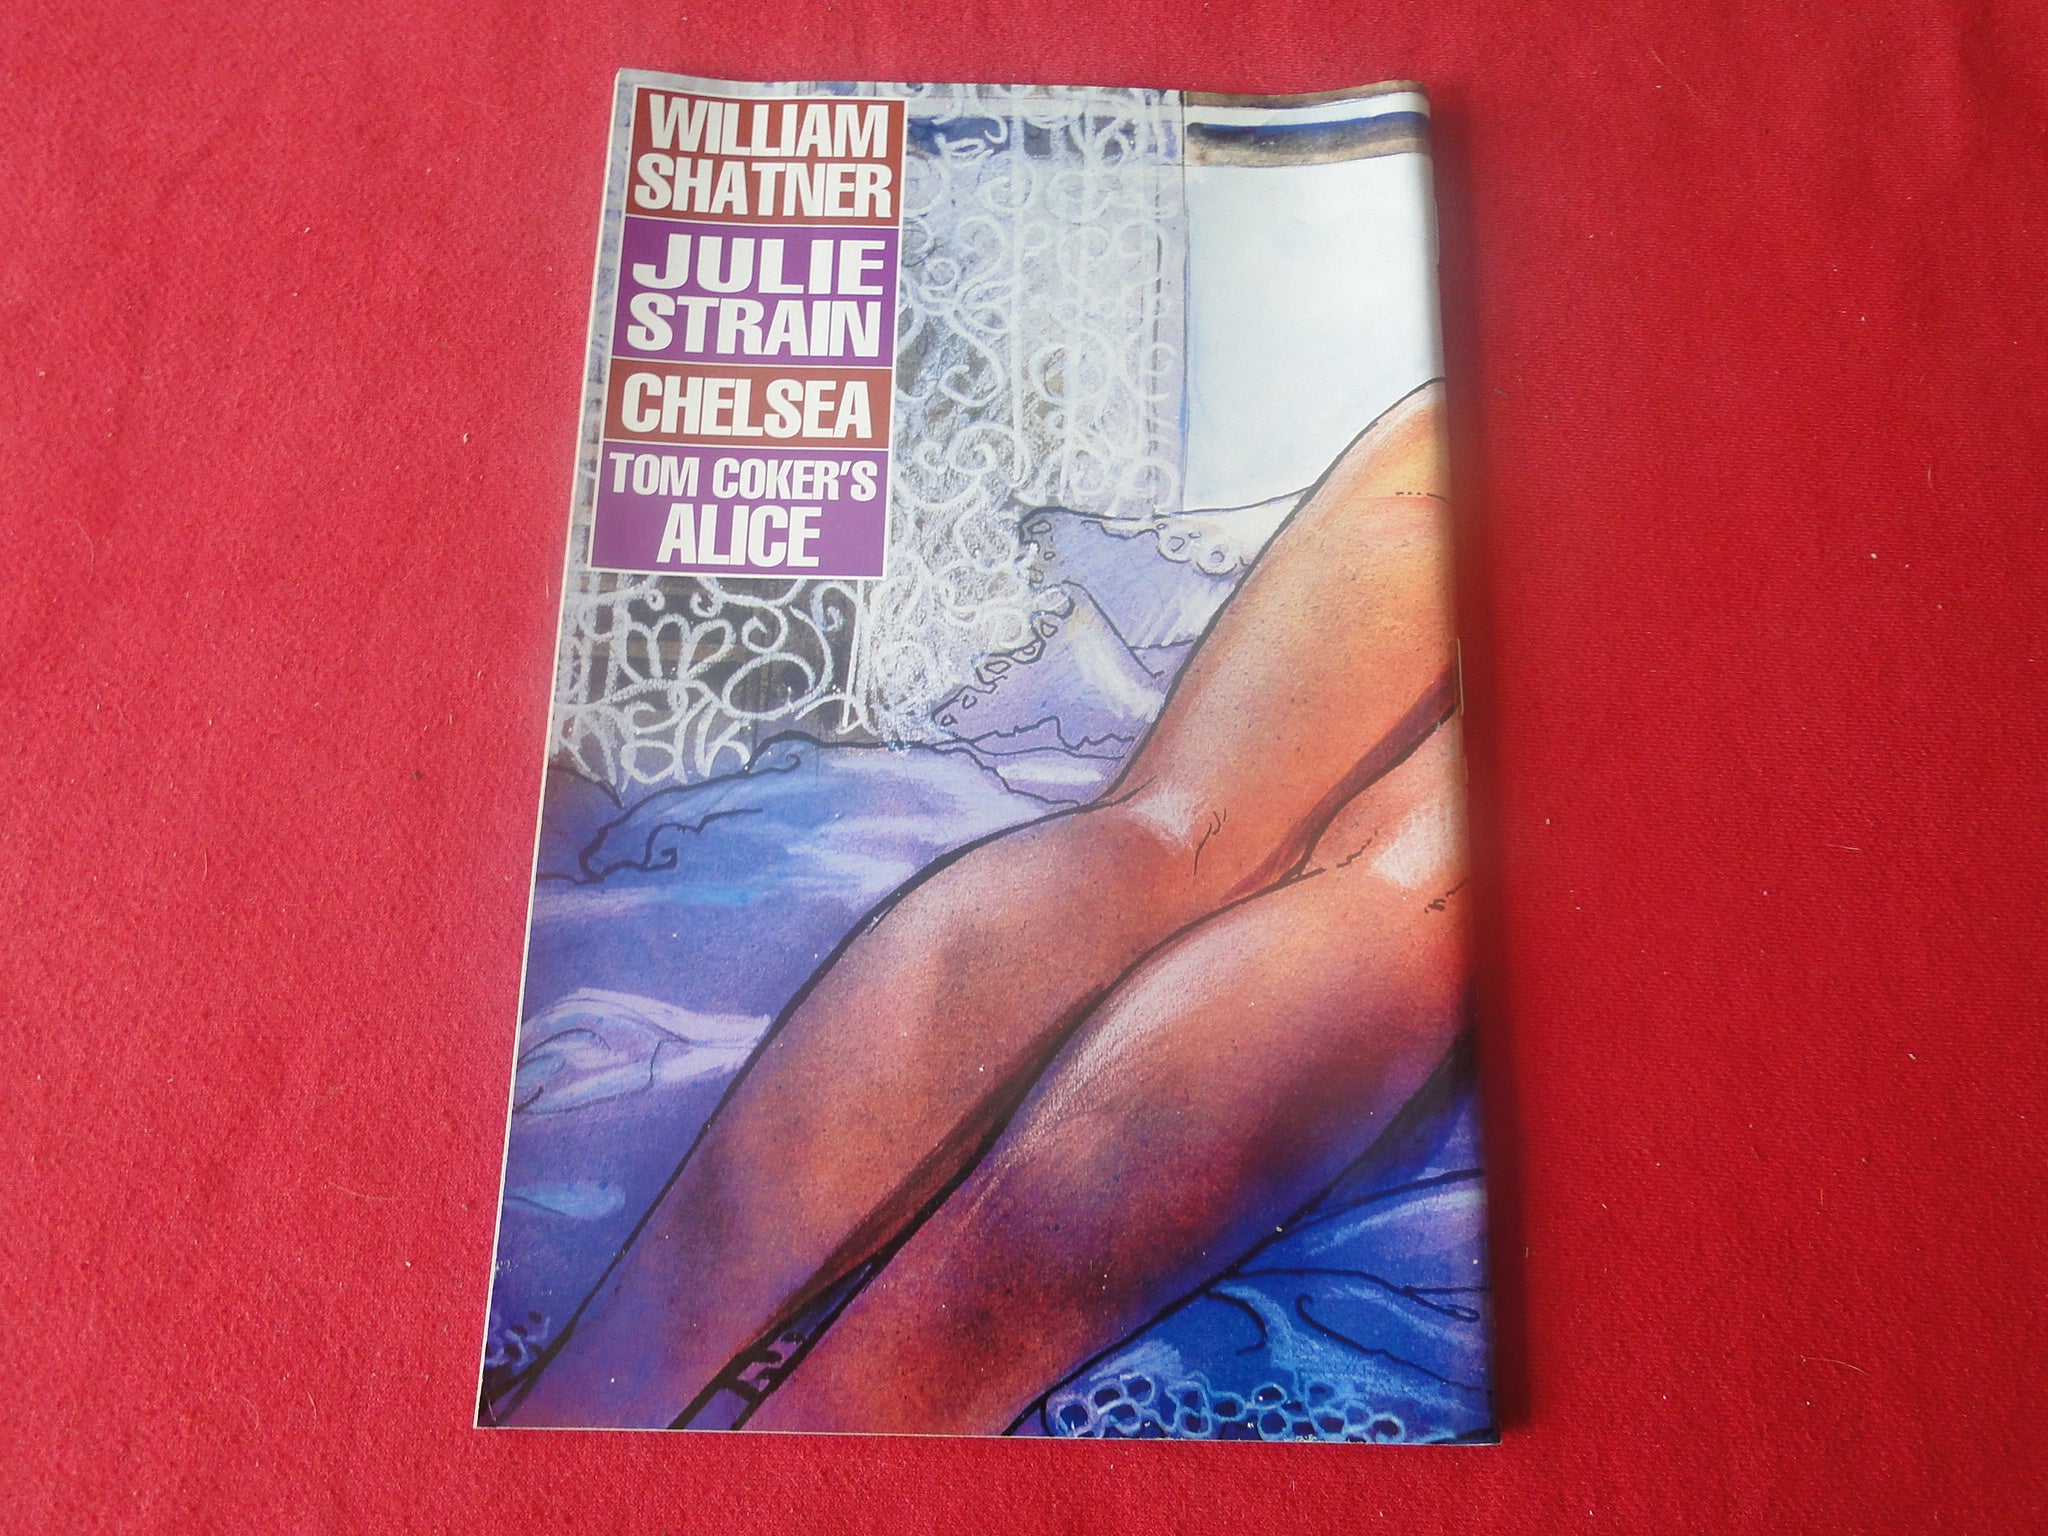 WILLIAM
SHATNER
JULIE
STRAIN
CHELSEA
TOM COKER'S
ALICE